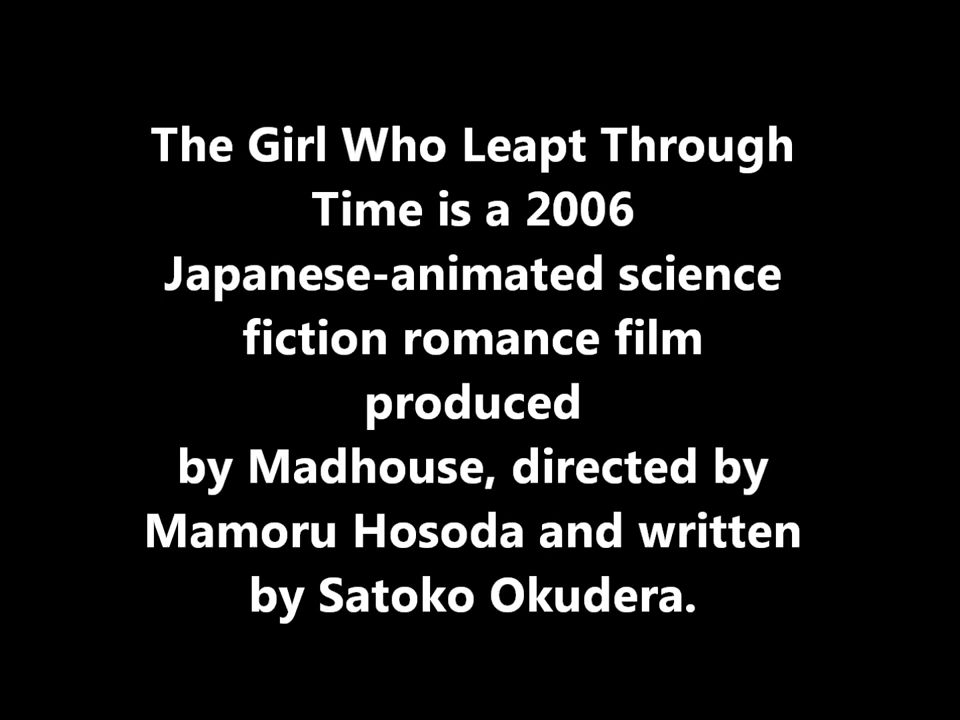 The Girl Who Leapt Through
Time is a 2006
Japanese-animated science
fiction romance film
produced
by Madhouse, directed by
Mamoru Hosoda and written
by Satoko Okudera.